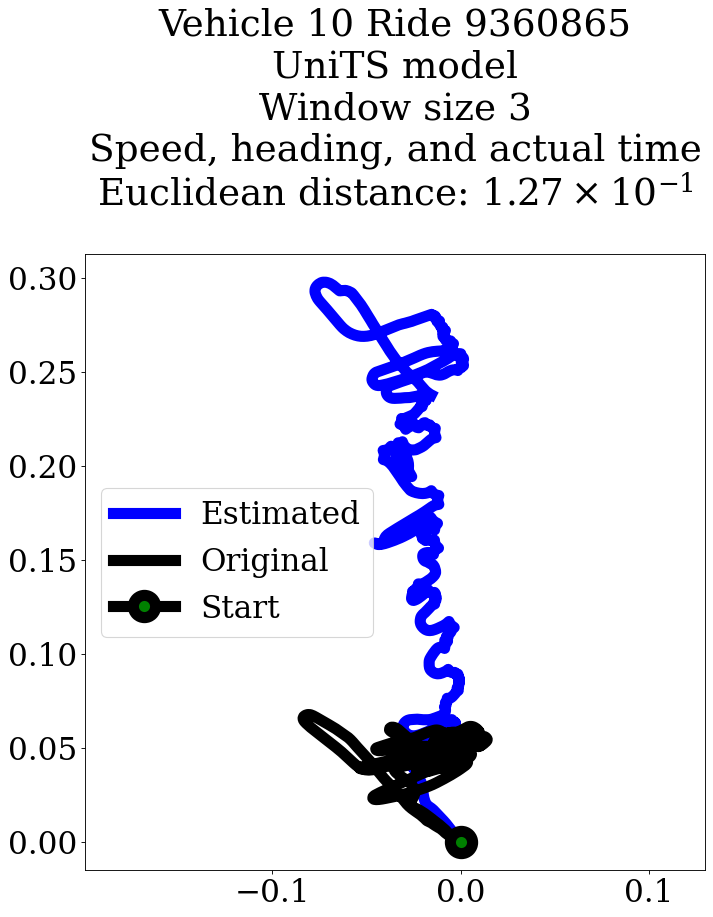 Vehicle 10 Ride 9360865
UniTS model
Window size 3
Speed, heading, and actual time
Euclidean distance: 1.27 × 10⁻¹
0.30
0.25
0.20
0.15
0.10
0.05
0.00
Estimated
Original
Start
−0.1
0.0
0.1